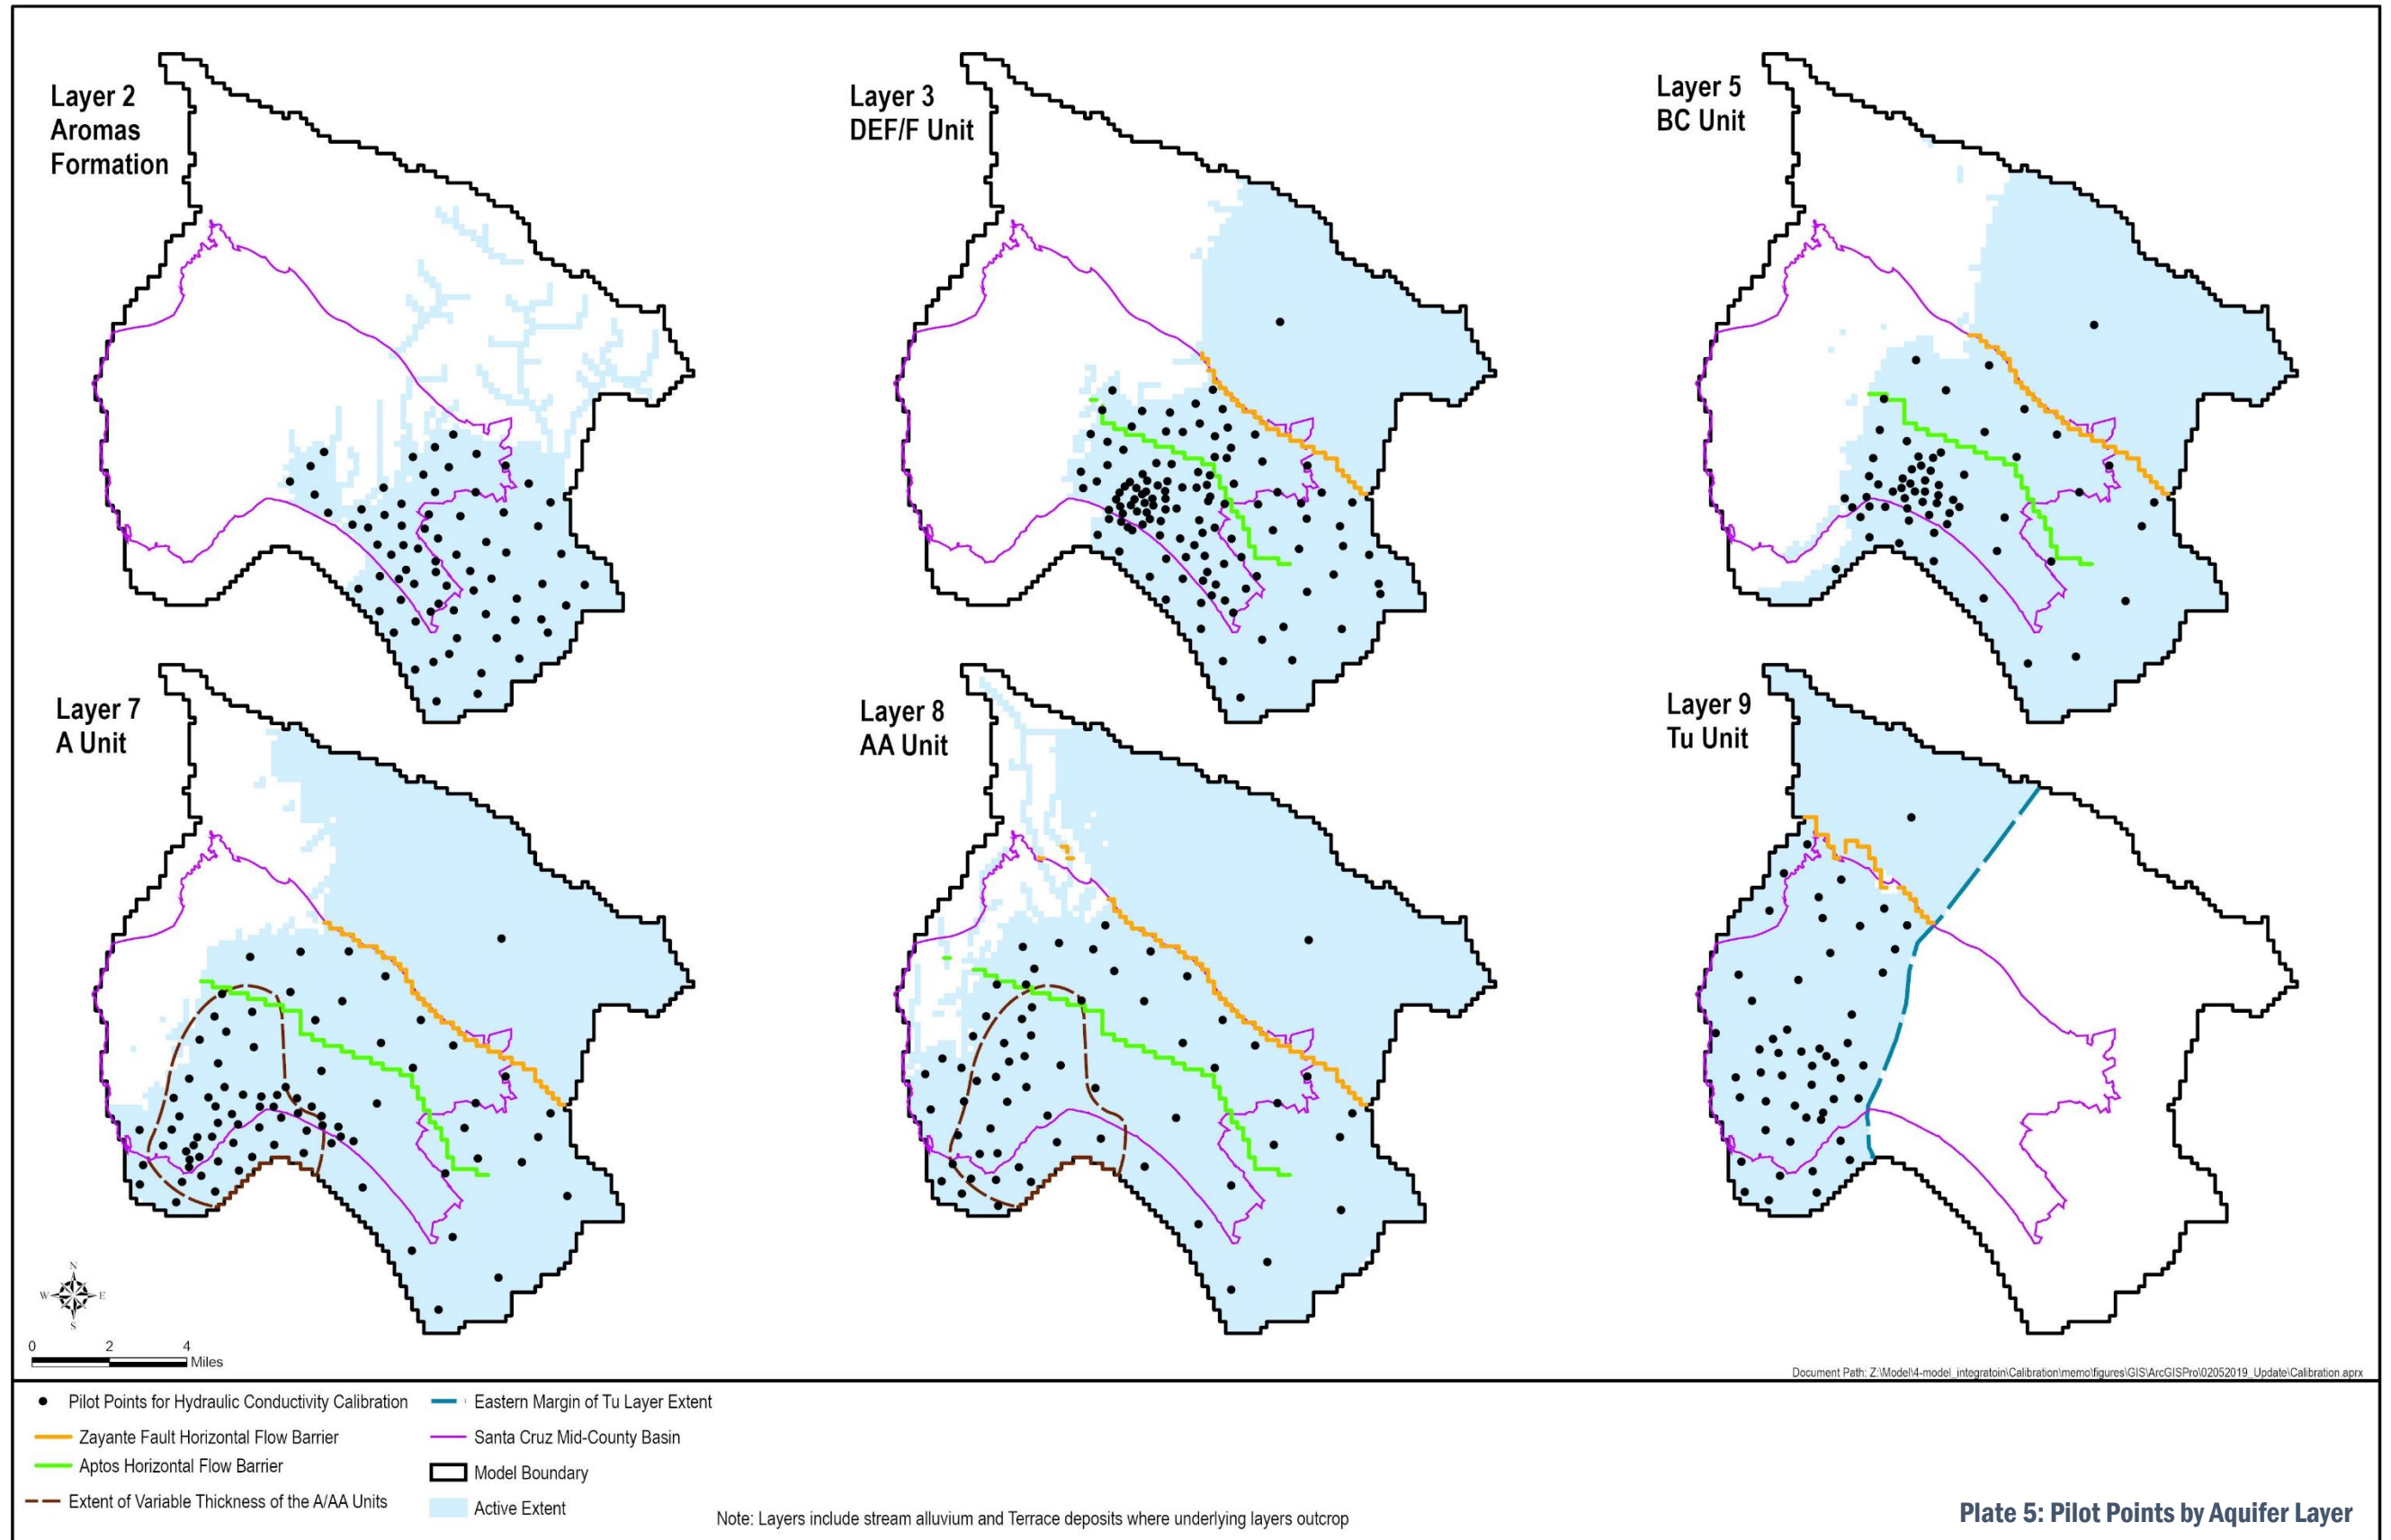 Layer 2
Aromas
Formation
Layer 3
DEF/F Unit
Layer 5
BC Unit
Layer 7
A Unit
Layer 8
AA Unit
Layer 9
Tu Unit
N
W E
S
0 2 4
Miles
Document Path: Z:\Model\4-model_integratoin\Calibration\memo\figures\GIS\ArcGISPro\02052019_Update\Calibration.aprx
Pilot Points for Hydraulic Conductivity Calibration
Zayante Fault Horizontal Flow Barrier
Aptos Horizontal Flow Barrier
Extent of Variable Thickness of the A/AA Units
Eastern Margin of Tu Layer Extent
Santa Cruz Mid-County Basin
Model Boundary
Active Extent
Note: Layers include stream alluvium and Terrace deposits where underlying layers outcrop
Plate 5: Pilot Points by Aquifer Layer